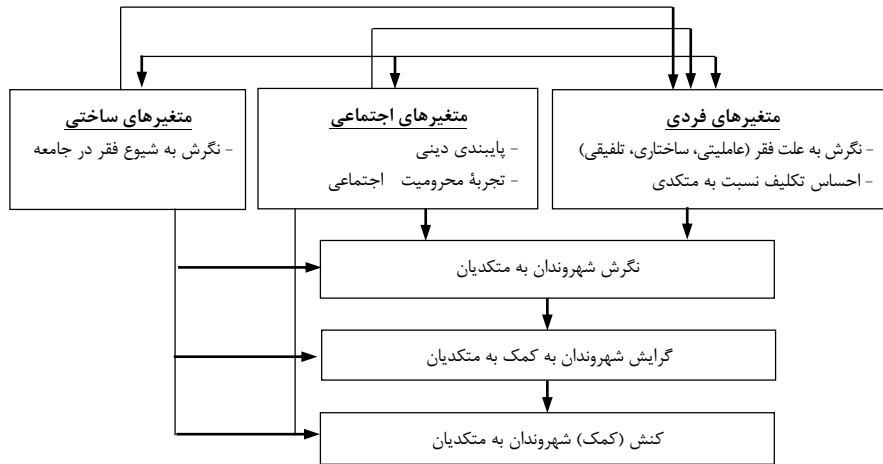 متغیرهای فردی
- نگرش به علت فقر (عاملیتی، ساختاری، تلفیقی)
- احساس تکلیف نسبت به متکدی
متغیرهای اجتماعی
- پایبندی دینی
- تجربهٔ محرومیت اجتماعی
متغیرهای ساختی
- نگرش به شیوع فقر در جامعه
نگرش شهروندان به متکدیان
گرایش شهروندان به کمک به متکدیان
کنش (کمک) شهروندان به متکدیان